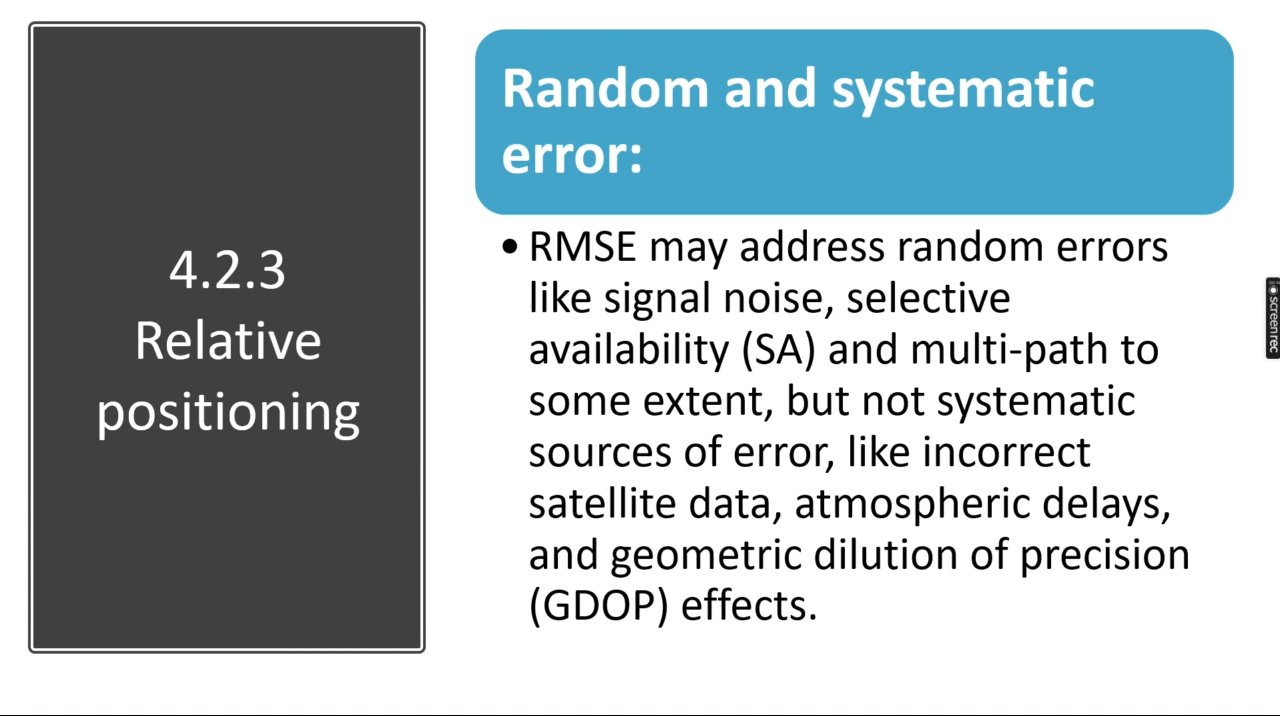 4.2.3
Relative
positioning
Random and systematic
error:
• RMSE may address random errors
like signal noise, selective
availability (SA) and multi-path to
some extent, but not systematic
sources of error, like incorrect
satellite data, atmospheric delays,
and geometric dilution of precision
(GDOP) effects.
screenrec